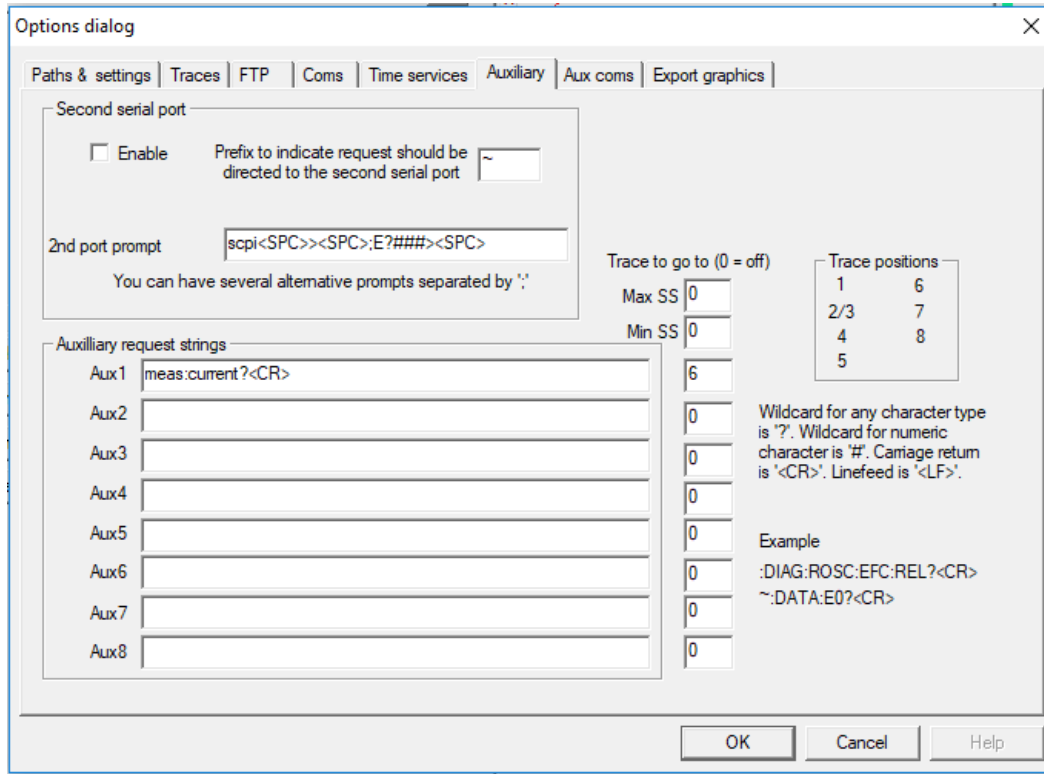 Options dialog
Paths & settings
Traces
FTP
Coms
Time services
Auxiliary
Aux coms
Export graphics
Second serial port
Enable
Prefix to indicate request should be
directed to the second serial port
~
2nd port prompt
scpi<SPC>><SPC>;E?###><SPC>
You can have several alternative prompts separated by ';'
Trace to go to (0 = off)
Max SS 0
Min SS 0
Trace positions
1 6
2/3 7
4 8
5
Auxilliary request strings
Aux1 meas:current?<CR> 6
Aux2 0
Aux3 0
Aux4 0
Aux5 0
Aux6 0
Aux7 0
Aux8 0
Wildcard for any character type
is '?'. Wildcard for numeric
character is '#'. Carriage return
is '<CR>'. Linefeed is '<LF>'.
Example
:DIAG:ROSC:EFC:REL?<CR>
~:DATA:E0?<CR>
OK
Cancel
Help